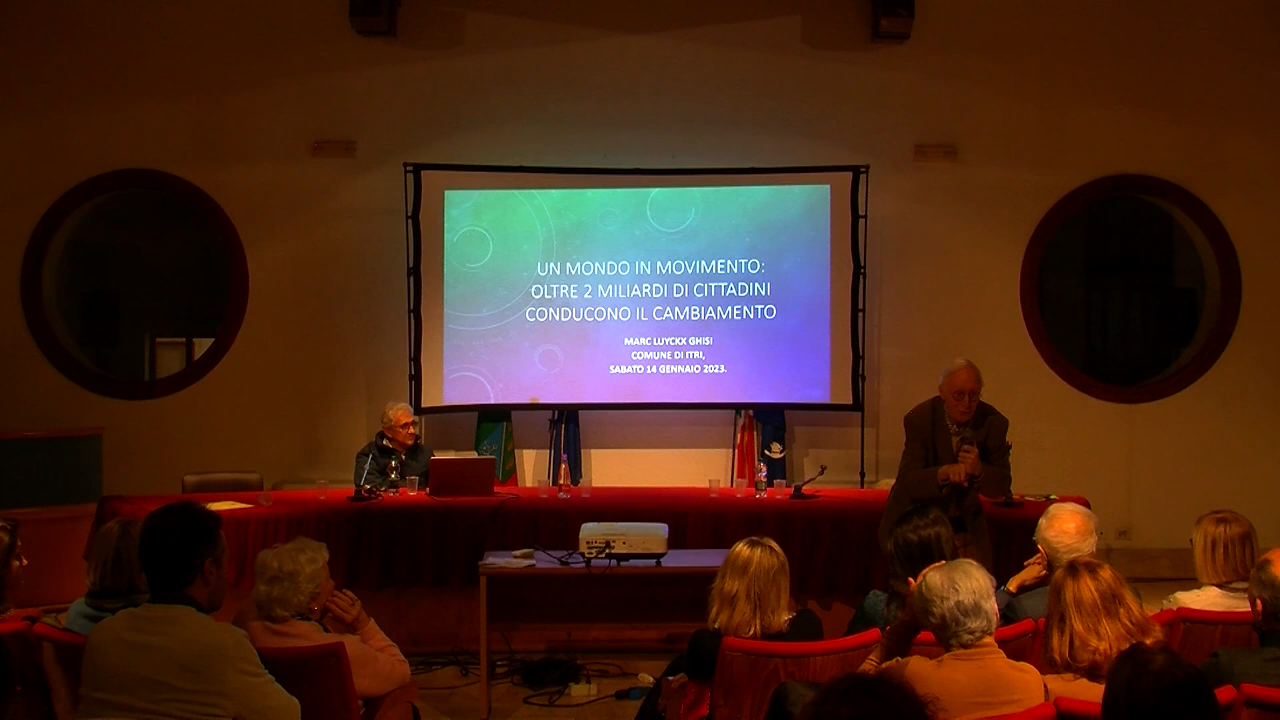 UN MONDO IN MOVIMENTO:
OLTRE 2 MILIARDI DI CITTADINI
CONDUCONO IL CAMBIAMENTO
MARC LUYCKX GHISI
COMUNE DI ITRI,
SABATO 14 GENNAIO 2023.